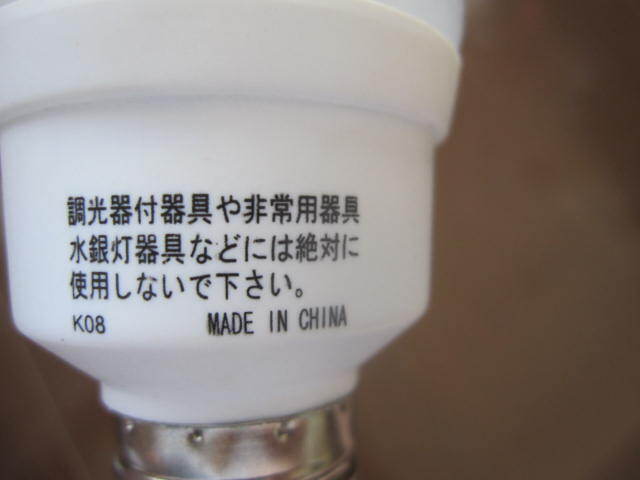 調光器付器具や非常用器具
水銀灯器具などには絶対に
使用しないで下さい。
K08 MADE IN CHINA